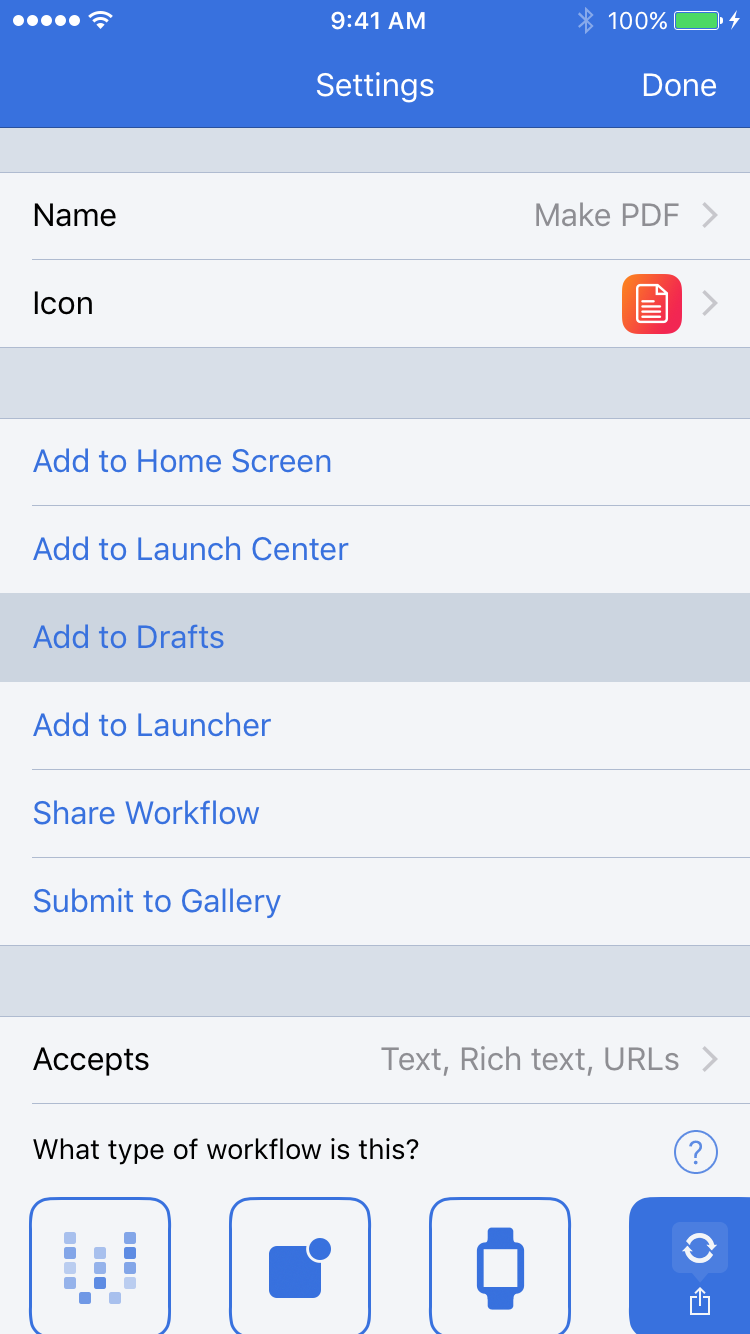 9:41 AM 100%
Settings Done
Name Make PDF
Icon
Add to Home Screen
Add to Launch Center
Add to Drafts
Add to Launcher
Share Workflow
Submit to Gallery
Accepts Text, Rich text, URLs
What type of workflow is this? ?